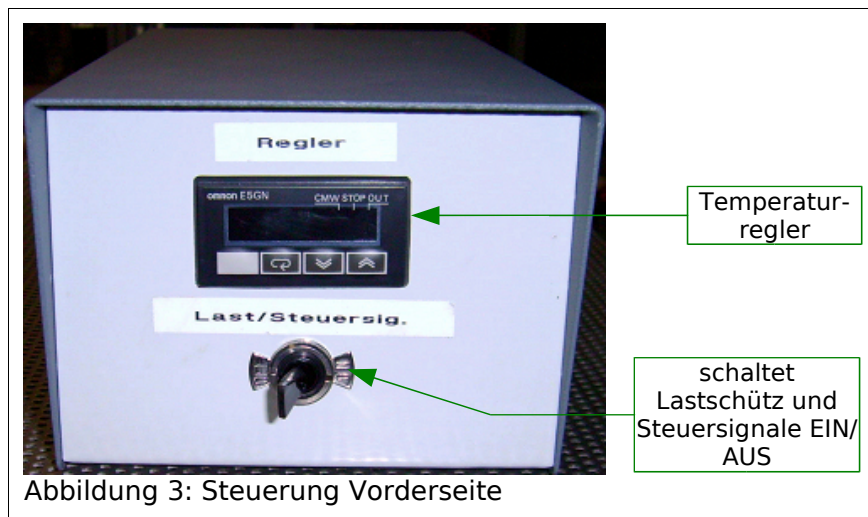 Regler
omron E5GN
CMW STOP OUT
Last/Steuersig.
Temperatur-
regler
schaltet
Lastschütz und
Steuersignale EIN/
AUS
Abbildung 3: Steuerung Vorderseite